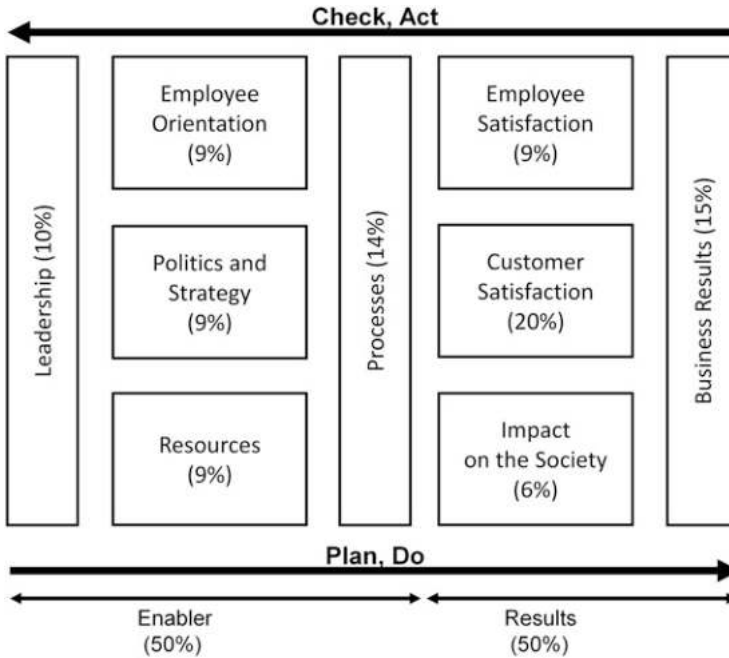 Check, Act
Leadership (10%)
Employee
Orientation
(9%)
Politics and
Strategy
(9%)
Resources
(9%)
Processes (14%)
Employee
Satisfaction
(9%)
Customer
Satisfaction
(20%)
Impact
on the Society
(6%)
Business Results (15%)
Plan, Do
Enabler
(50%)
Results
(50%)